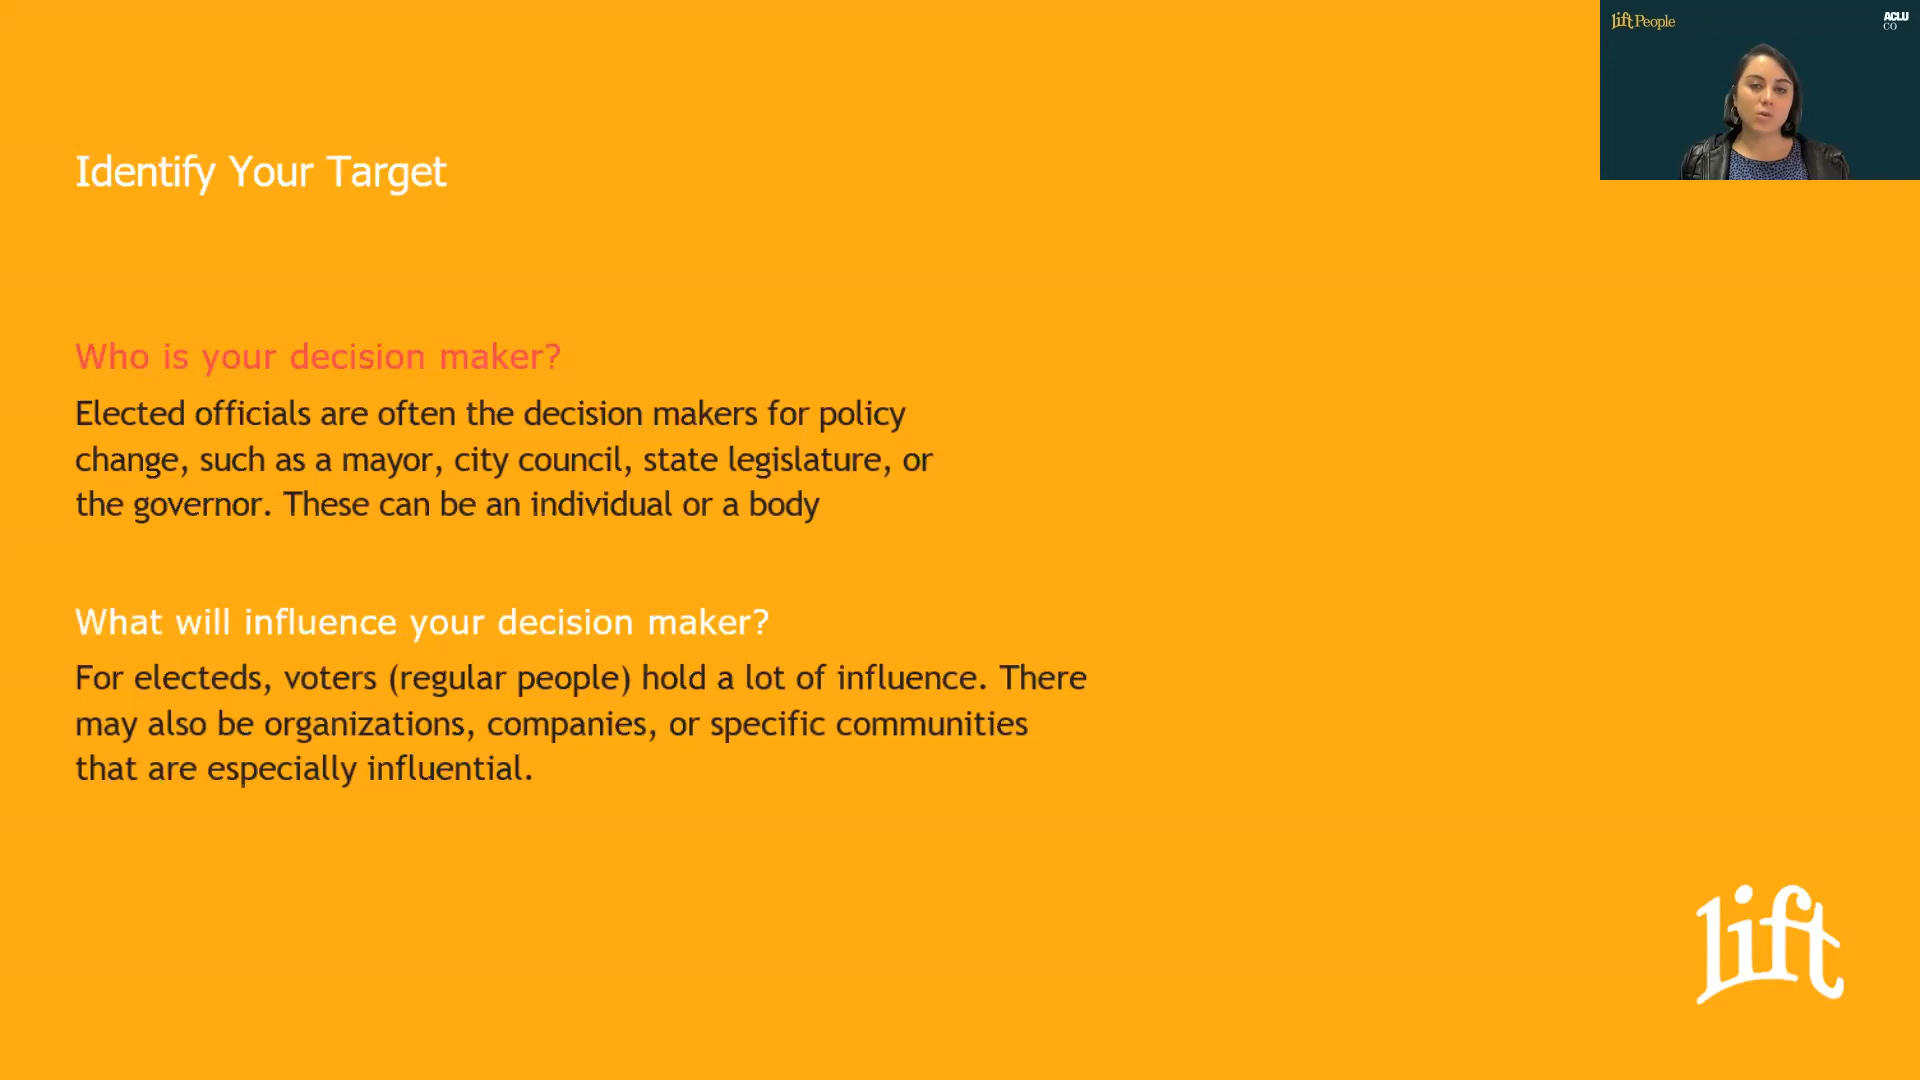 lift People
ACLU
CO
Identify Your Target
Who is your decision maker?
Elected officials are often the decision makers for policy
change, such as a mayor, city council, state legislature, or
the governor. These can be an individual or a body
What will influence your decision maker?
For electeds, voters (regular people) hold a lot of influence. There
may also be organizations, companies, or specific communities
that are especially influential.
lift